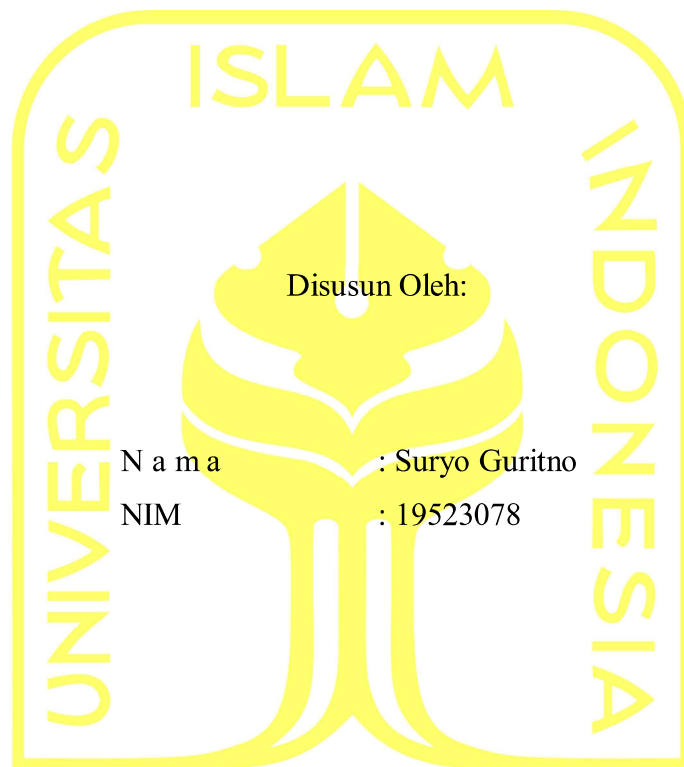 ISLAM
UNIVERSITAS
INDONESIA
Disusun Oleh:
N a m a : Suryo Guritno
NIM : 19523078